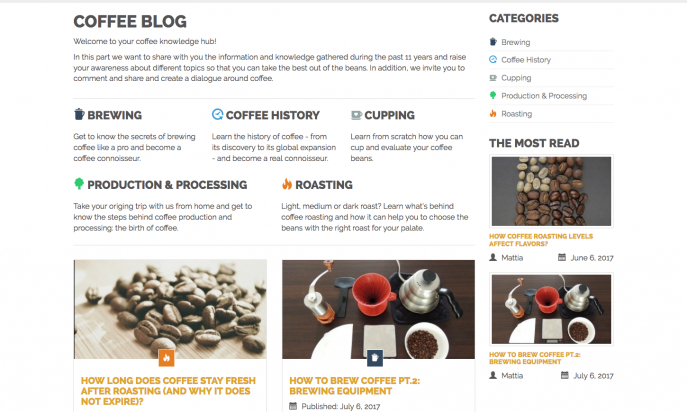 COFFEE BLOG
Welcome to your coffee knowledge hub!
In this part we want to share with you the information and knowledge gathered during the past 11 years and raise
your awareness about different topics so that you can take the best out of the beans. In addition, we invite you to
comment and share and create a dialogue around coffee.
BREWING
Get to know the secrets of brewing
coffee like a pro and become a
coffee connoisseur.
COFFEE HISTORY
Learn the history of coffee - from
its discovery to its global expansion
- and become a real connoisseur.
CUPPING
Learn from scratch how you can
cup and evaluate your coffee
beans.
PRODUCTION & PROCESSING
Take your origing trip with us from home and get to
know the steps behind coffee production and
processing: the birth of coffee.
ROASTING
Light, medium or dark roast? Learn what's behind
coffee roasting and how it can help you to choose the
beans with the right roast for your palate.
HOW LONG DOES COFFEE STAY FRESH
AFTER ROASTING (AND WHY IT DOES
NOT EXPIRE)?
HOW TO BREW COFFEE PT.2:
BREWING EQUIPMENT
Published: July 6, 2017
CATEGORIES
Brewing
Coffee History
Cupping
Production & Processing
Roasting
THE MOST READ
HOW COFFEE ROASTING LEVELS
AFFECT FLAVORS?
Mattia June 6, 2017
HOW TO BREW COFFEE PT.2:
BREWING EQUIPMENT
Mattia July 6, 2017